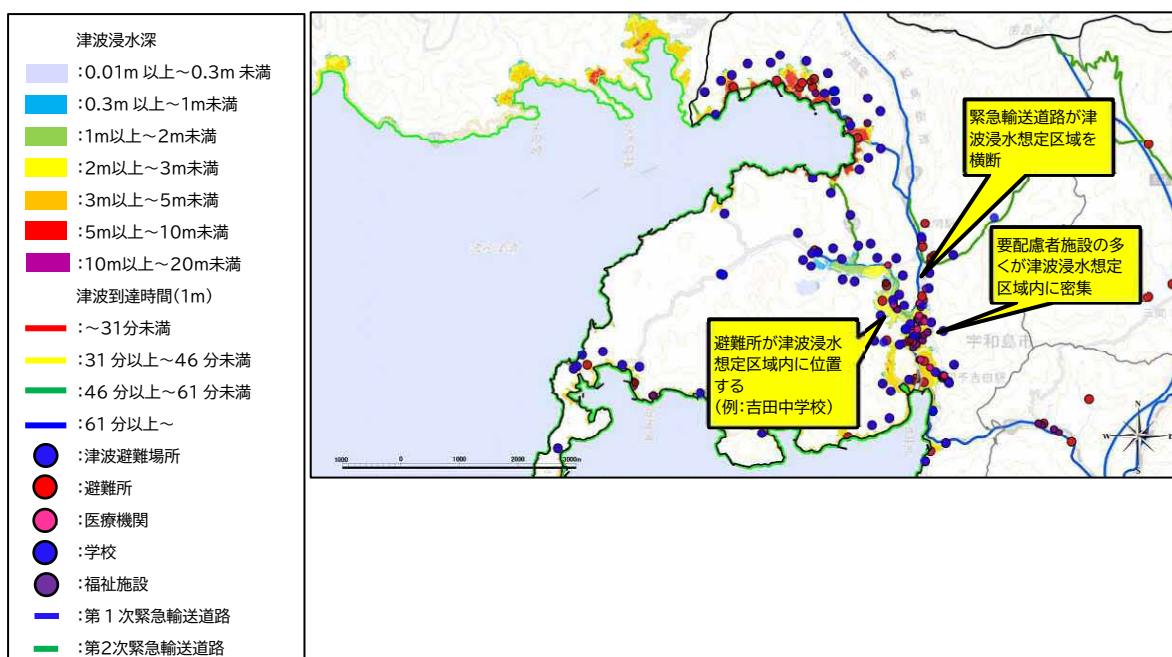 津波浸水深
:0.01m 以上~0.3m 未満
:0.3m 以上~1m未満
:1m以上~2m未満
:2m以上~3m未満
:3m以上~5m未満
:5m以上~10m未満
:10m以上~20m未満
津波到達時間(1m)
:~31分未満
:31 分以上~46 分未満
:46 分以上~61 分未満
:61 分以上~
:津波避難場所
:避難所
:医療機関
:学校
:福祉施設
:第1次緊急輸送道路
:第2次緊急輸送道路
緊急輸送道路が津
波浸水想定区域を
横断
要配慮者施設の多
くが津波浸水想定
区域内に密集
避難所が津波浸水
想定区域内に位置
する
(例:吉田中学校)
宇和島市
1000 0 1000 2000 3000m
N
W
S